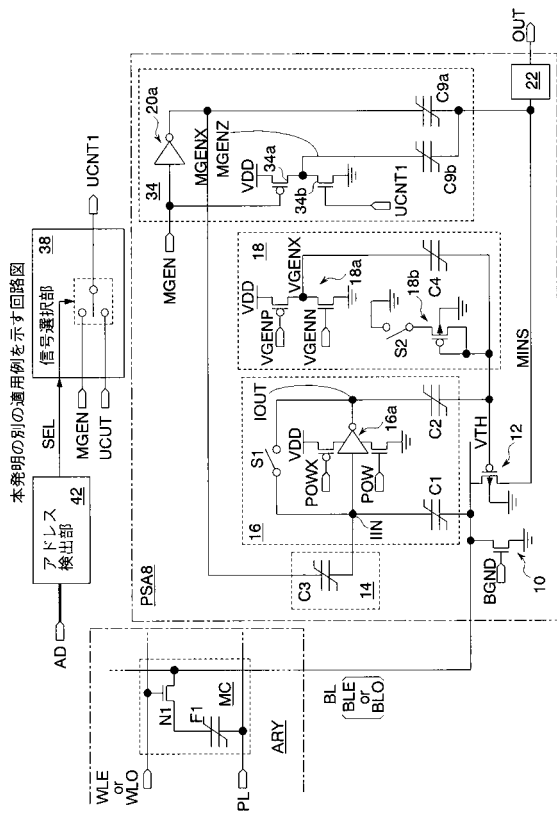 本発明の別の適用例を示す回路図
AD
アドレス
検出部
42
SEL
信号選択部
38
MGEN
UCUT
UCNT1
PSA8
WLE
or
WLO
PL
N1
F1
MC
ARY
BL
BLE
or
BLO
C3
14
16
S1
POWX
VDD
POW
16a
IIN
IOUT
C1
C2
18
VDD
VGENP
VGENN
VGENX
18a
S2
18b
C4
VTH
12
BGND
10
MINS
MGEN
34
20a
MGENX
MGENZ
VDD
34a
34b
UCNT1
C9b
C9a
22
OUT